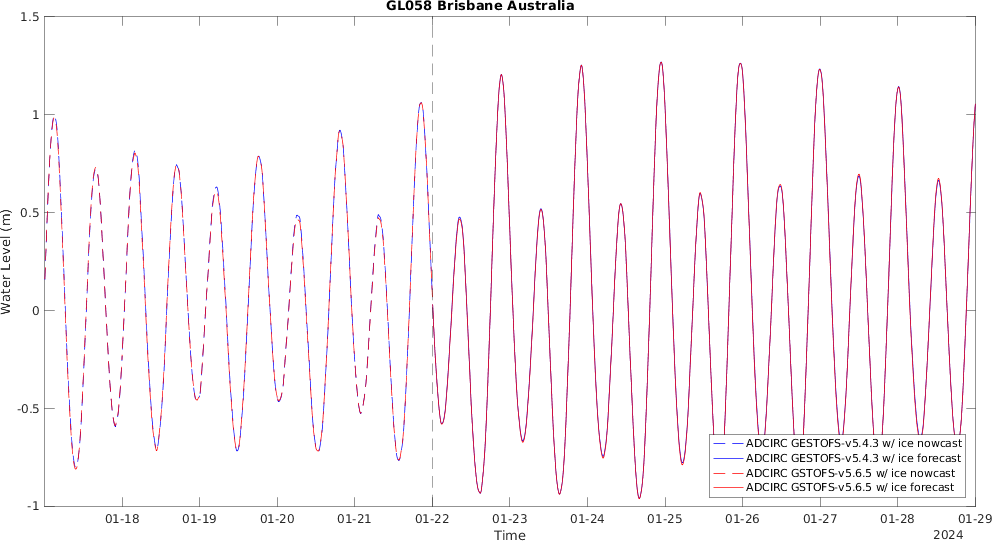 GL058 Brisbane Australia
1.5
1
0.5
0
-0.5
-1
Water Level (m)
01-18 01-19 01-20 01-21 01-22 01-23 01-24 01-25 01-26 01-27 01-28 01-29
Time
2024
ADCIRC GESTOFS-v5.4.3 w/ ice nowcast
ADCIRC GESTOFS-v5.4.3 w/ ice forecast
ADCIRC GSTOFS-v5.6.5 w/ ice nowcast
ADCIRC GSTOFS-v5.6.5 w/ ice forecast